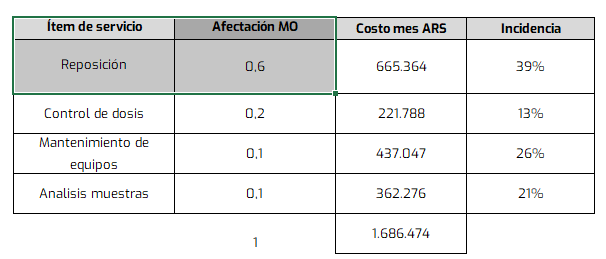 Ítem de servicio Afectación MO Costo mes ARS Incidencia
Reposición 0,6 665.364 39%
Control de dosis 0,2 221.788 13%
Mantenimiento de
equipos 0,1 437.047 26%
Analisis muestras 0,1 362.276 21%
1 1.686.474